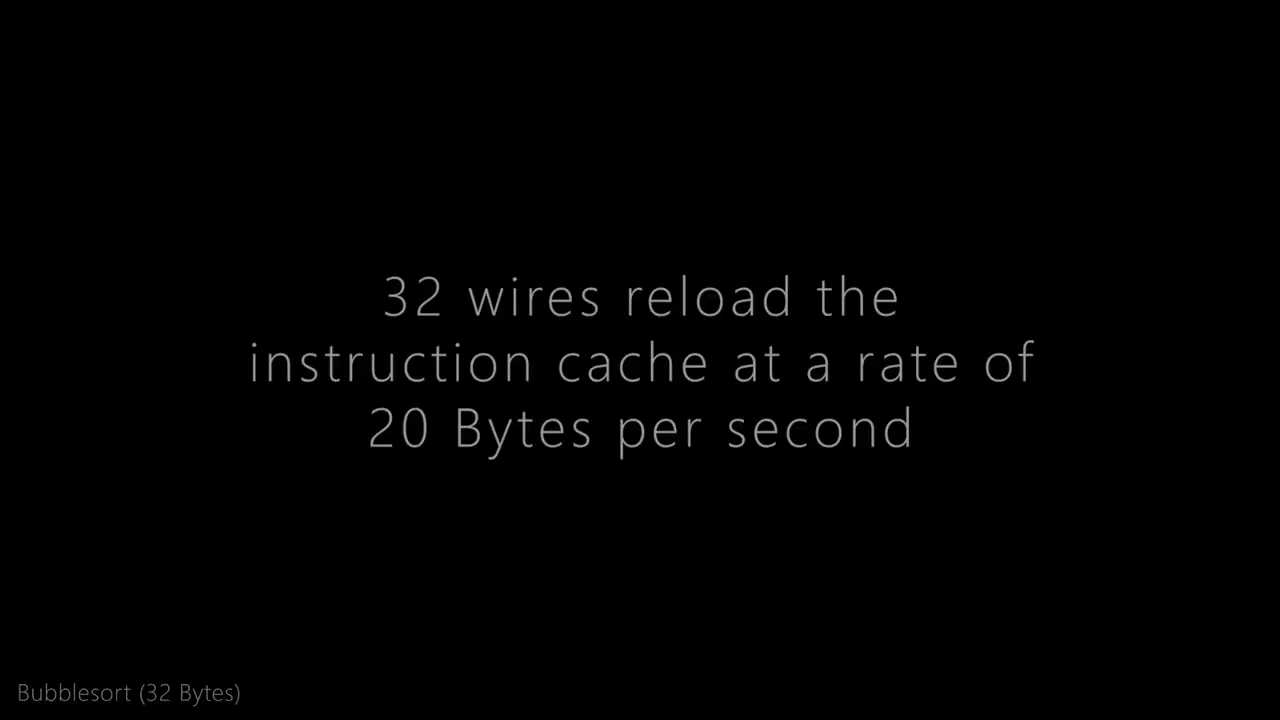 32 wires reload the
instruction cache at a rate of
20 Bytes per second
Bubblesort (32 Bytes)